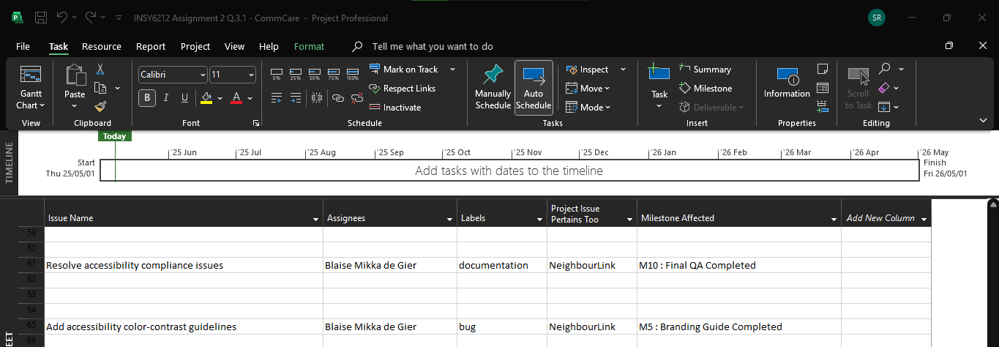 INSY6212 Assignment 2 Q.3.1 - CommCare - Project Professional
SR
File Task Resource Report Project View Help Format Tell me what you want to do
Gantt Chart
View
Paste
Clipboard
Calibri 11
B I U A
Font
0% 25% 50% 75% 100%
Mark on Track
Respect Links
Inactivate
Schedule
Manually Schedule
Auto Schedule
Inspect
Move
Mode
Tasks
Task
Summary
Milestone
Deliverable
Insert
Information
Properties
Scroll to Task
Editing
TIMELINE
Today
'25 Jun '25 Jul '25 Aug '25 Sep '25 Oct '25 Nov '25 Dec '26 Jan '26 Feb '26 Mar '26 Apr '26 May
Start
Thu 25/05/01
Add tasks with dates to the timeline
Finish
Fri 26/05/01
Issue Name Assignees Labels Project Issue Pertains Too Milestone Affected Add New Column
59
60
61 Resolve accessibility compliance issues Blaise Mikka de Gier documentation NeighbourLink M10 : Final QA Completed
62
63
64
65 Add accessibility color-contrast guidelines Blaise Mikka de Gier bug NeighbourLink M5 : Branding Guide Completed
66